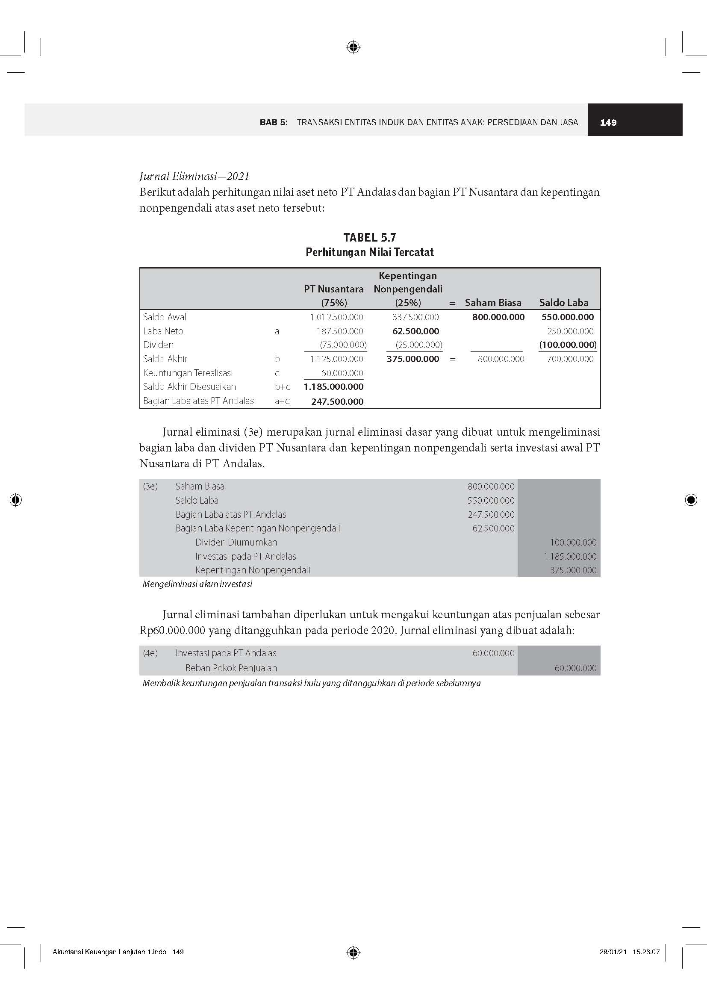 BAB 5: TRANSAKSI ENTITAS INDUK DAN ENTITAS ANAK: PERSEDIAAN DAN JASA 149
Jurnal Eliminasi—2021
Berikut adalah perhitungan nilai aset neto PT Andalas dan bagian PT Nusantara dan kepentingan
nonpengendali atas aset neto tersebut:
TABEL 5.7
Perhitungan Nilai Tercatat
Kepentingan
PT Nusantara Nonpengendali
(75%) (25%) = Saham Biasa Saldo Laba
Saldo Awal 1.012.500.000 337.500.000 800.000.000 550.000.000
Laba Neto a 187.500.000 62.500.000 250.000.000
Dividen (75.000.000) (25.000.000) (100.000.000)
Saldo Akhir b 1.125.000.000 375.000.000 = 800.000.000 700.000.000
Keuntungan Terealisasi c 60.000.000
Saldo Akhir Disesuaikan b+c 1.185.000.000
Bagian Laba atas PT Andalas a+c 247.500.000
Jurnal eliminasi (3e) merupakan jurnal eliminasi dasar yang dibuat untuk mengeliminasi
bagian laba dan dividen PT Nusantara dan kepentingan nonpengendali serta investasi awal PT
Nusantara di PT Andalas.
(3e) Saham Biasa 800.000.000
Saldo Laba 550.000.000
Bagian Laba atas PT Andalas 247.500.000
Bagian Laba Kepentingan Nonpengendali 62.500.000
Dividen Diumumkan 100.000.000
Investasi pada PT Andalas 1.185.000.000
Kepentingan Nonpengendali 375.000.000
Mengeliminasi akun investasi
Jurnal eliminasi tambahan diperlukan untuk mengakui keuntungan atas penjualan sebesar
Rp60.000.000 yang ditangguhkan pada periode 2020. Jurnal eliminasi yang dibuat adalah:
(4e) Investasi pada PT Andalas 60.000.000
Beban Pokok Penjualan 60.000.000
Membalik keuntungan penjualan transaksi hulu yang ditangguhkan di periode sebelumnya
Akuntansi Keuangan Lanjutan 1.indb 149 29/01/21 15:23:07